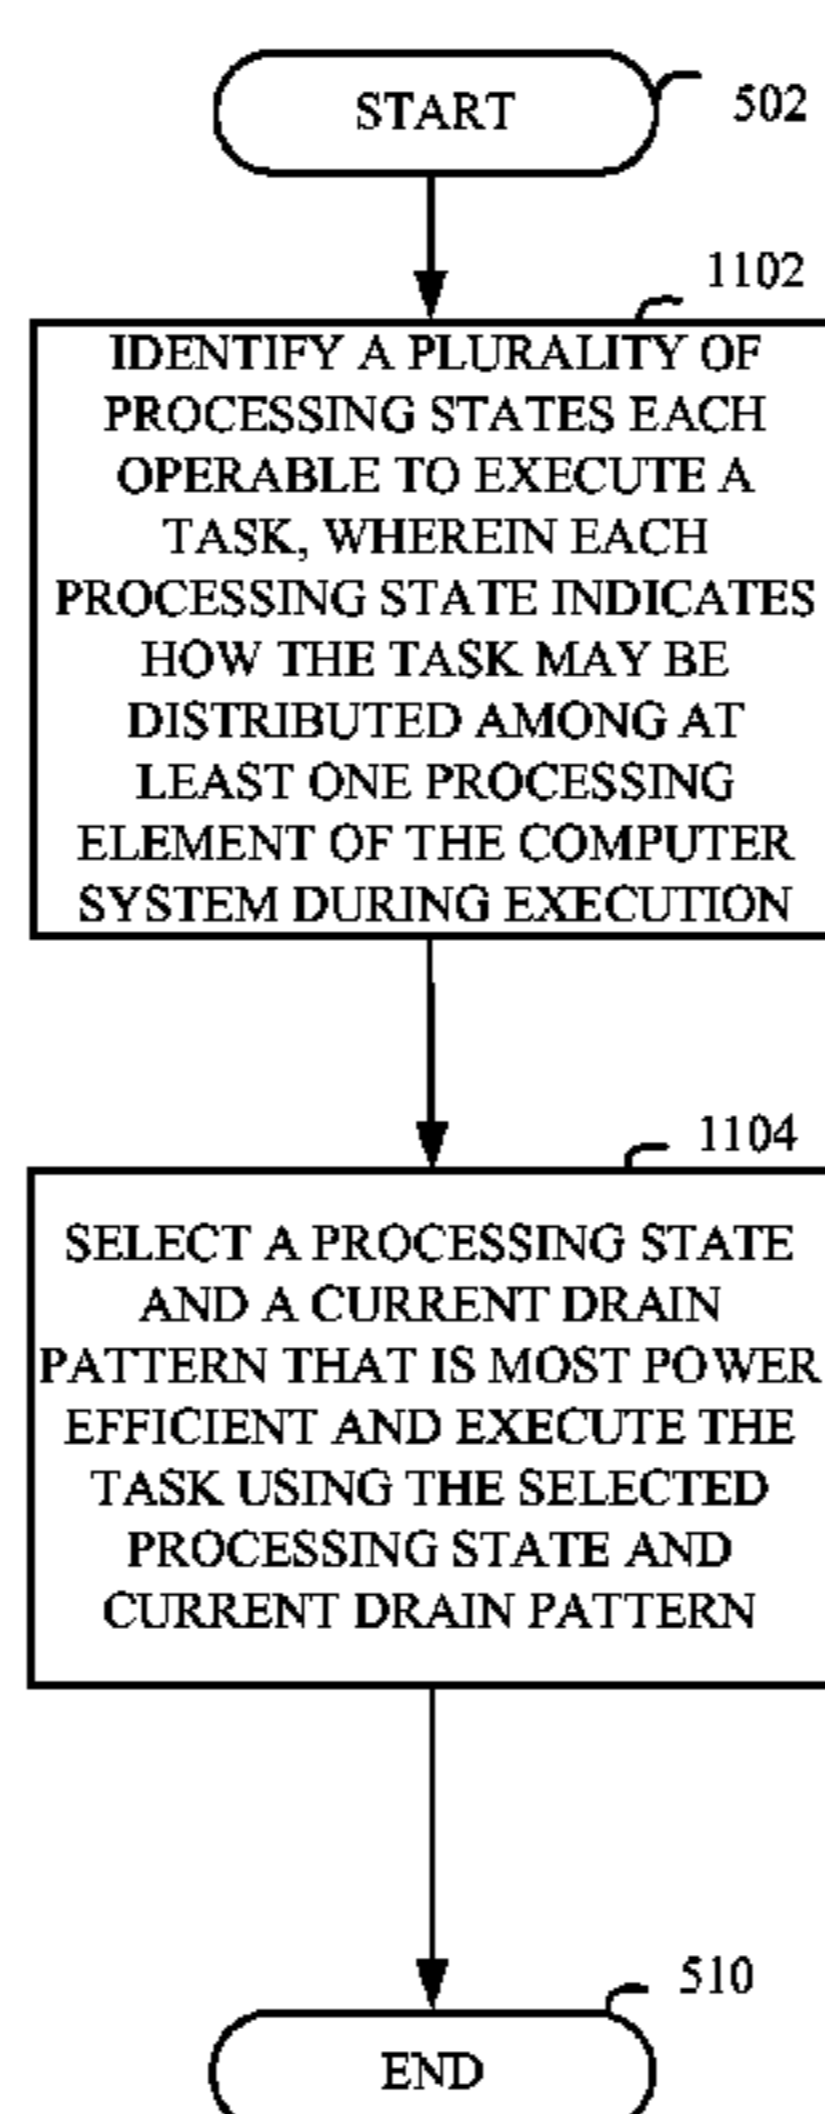 START
502
1102
IDENTIFY A PLURALITY OF
PROCESSING STATES EACH
OPERABLE TO EXECUTE A
TASK, WHEREIN EACH
PROCESSING STATE INDICATES
HOW THE TASK MAY BE
DISTRIBUTED AMONG AT
LEAST ONE PROCESSING
ELEMENT OF THE COMPUTER
SYSTEM DURING EXECUTION
1104
SELECT A PROCESSING STATE
AND A CURRENT DRAIN
PATTERN THAT IS MOST POWER
EFFICIENT AND EXECUTE THE
TASK USING THE SELECTED
PROCESSING STATE AND
CURRENT DRAIN PATTERN
510
END